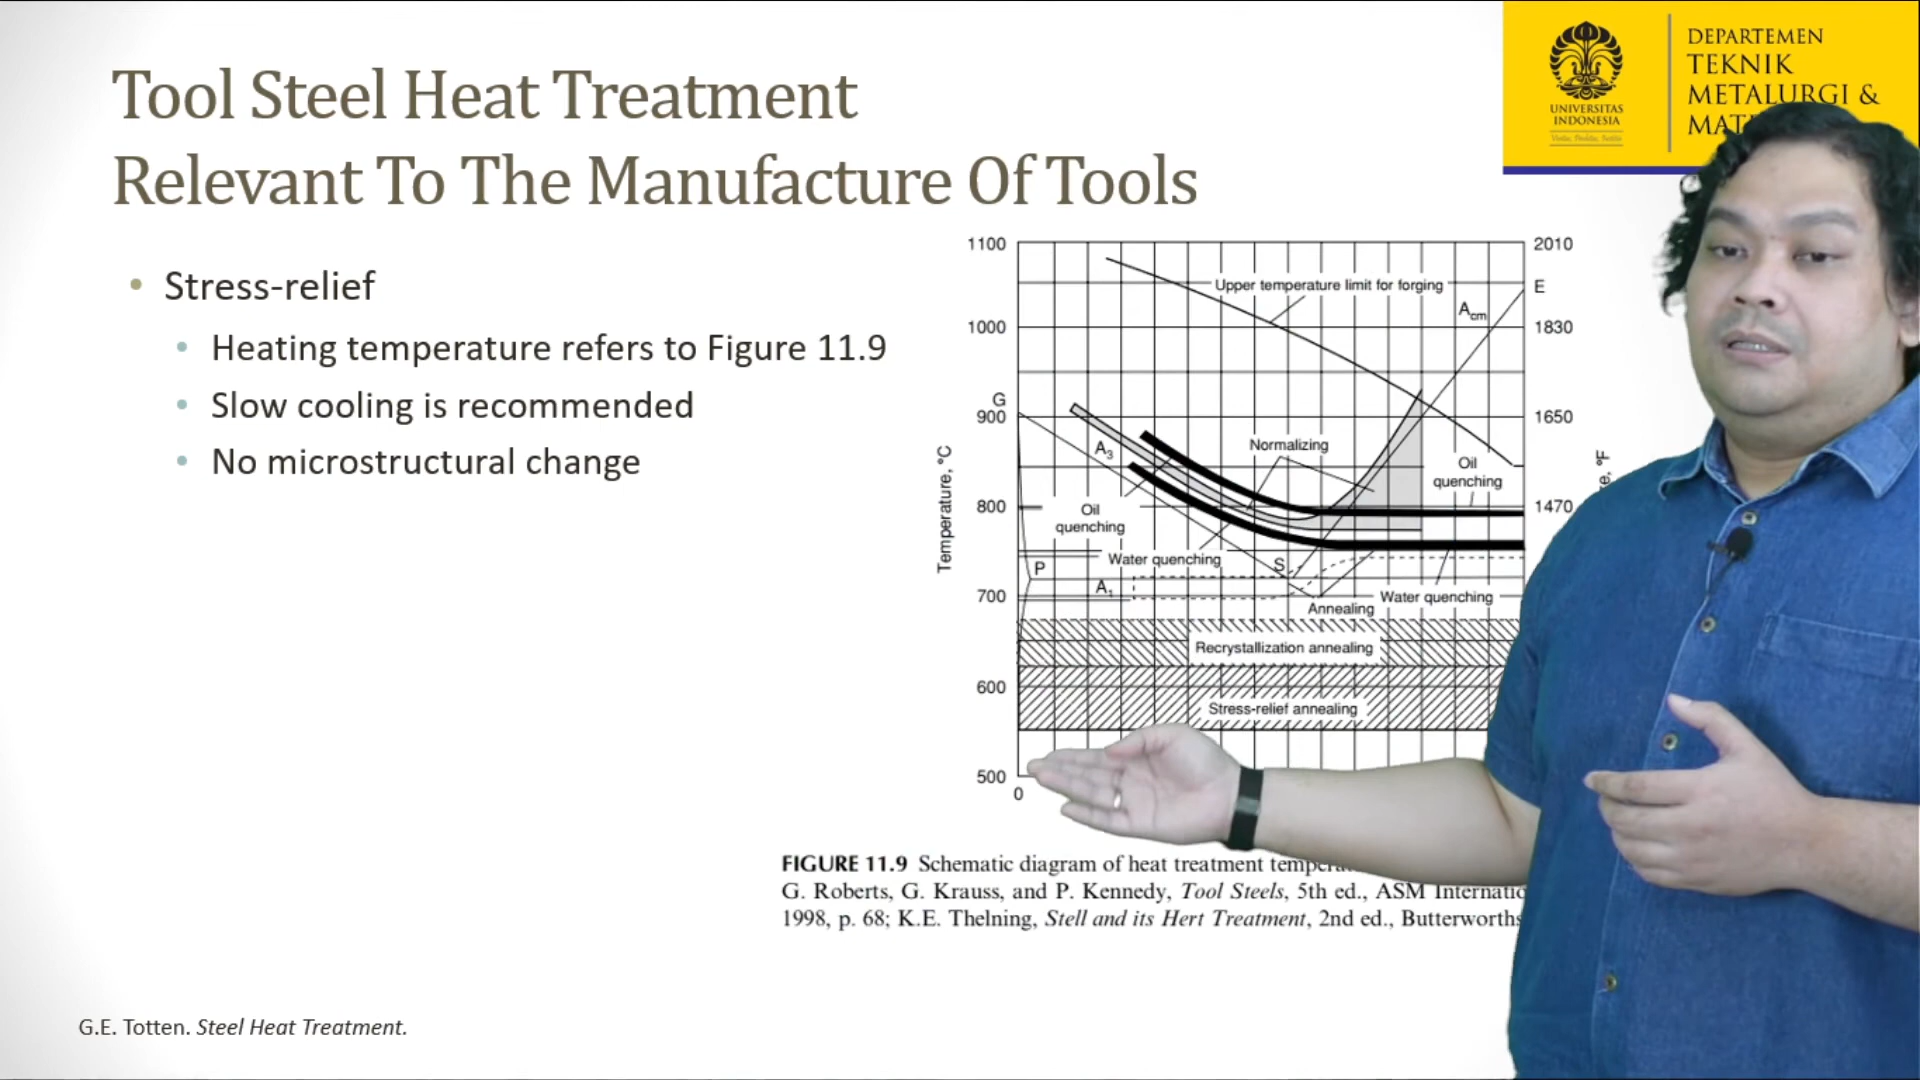 Tool Steel Heat Treatment
Relevant To The Manufacture Of Tools
DEPARTEMEN
TEKNIK
METALURGI &
UNIVERSITAS
INDONESIA
• Stress-relief
• Heating temperature refers to Figure 11.9
• Slow cooling is recommended
• No microstructural change
1100
2010
Upper temperature limit for forging
E
Acm
1000
1830
G
900
1650
A3
Normalizing
Oil
quenching
Temperature, °C
°F
800
1470
Oil
quenching
Water quenching
S
P
A1
700
Water quenching
Annealing
Recrystallization annealing
600
Stress-relief annealing
500
0
FIGURE 11.9 Schematic diagram of heat treatment
G. Roberts, G. Krauss, and P. Kennedy, Tool Steels, 5th ed., ASM
1998, p. 68; K.E. Thelning, Stell and its Hert Treatment, 2nd ed., Butterworths
G.E. Totten. Steel Heat Treatment.